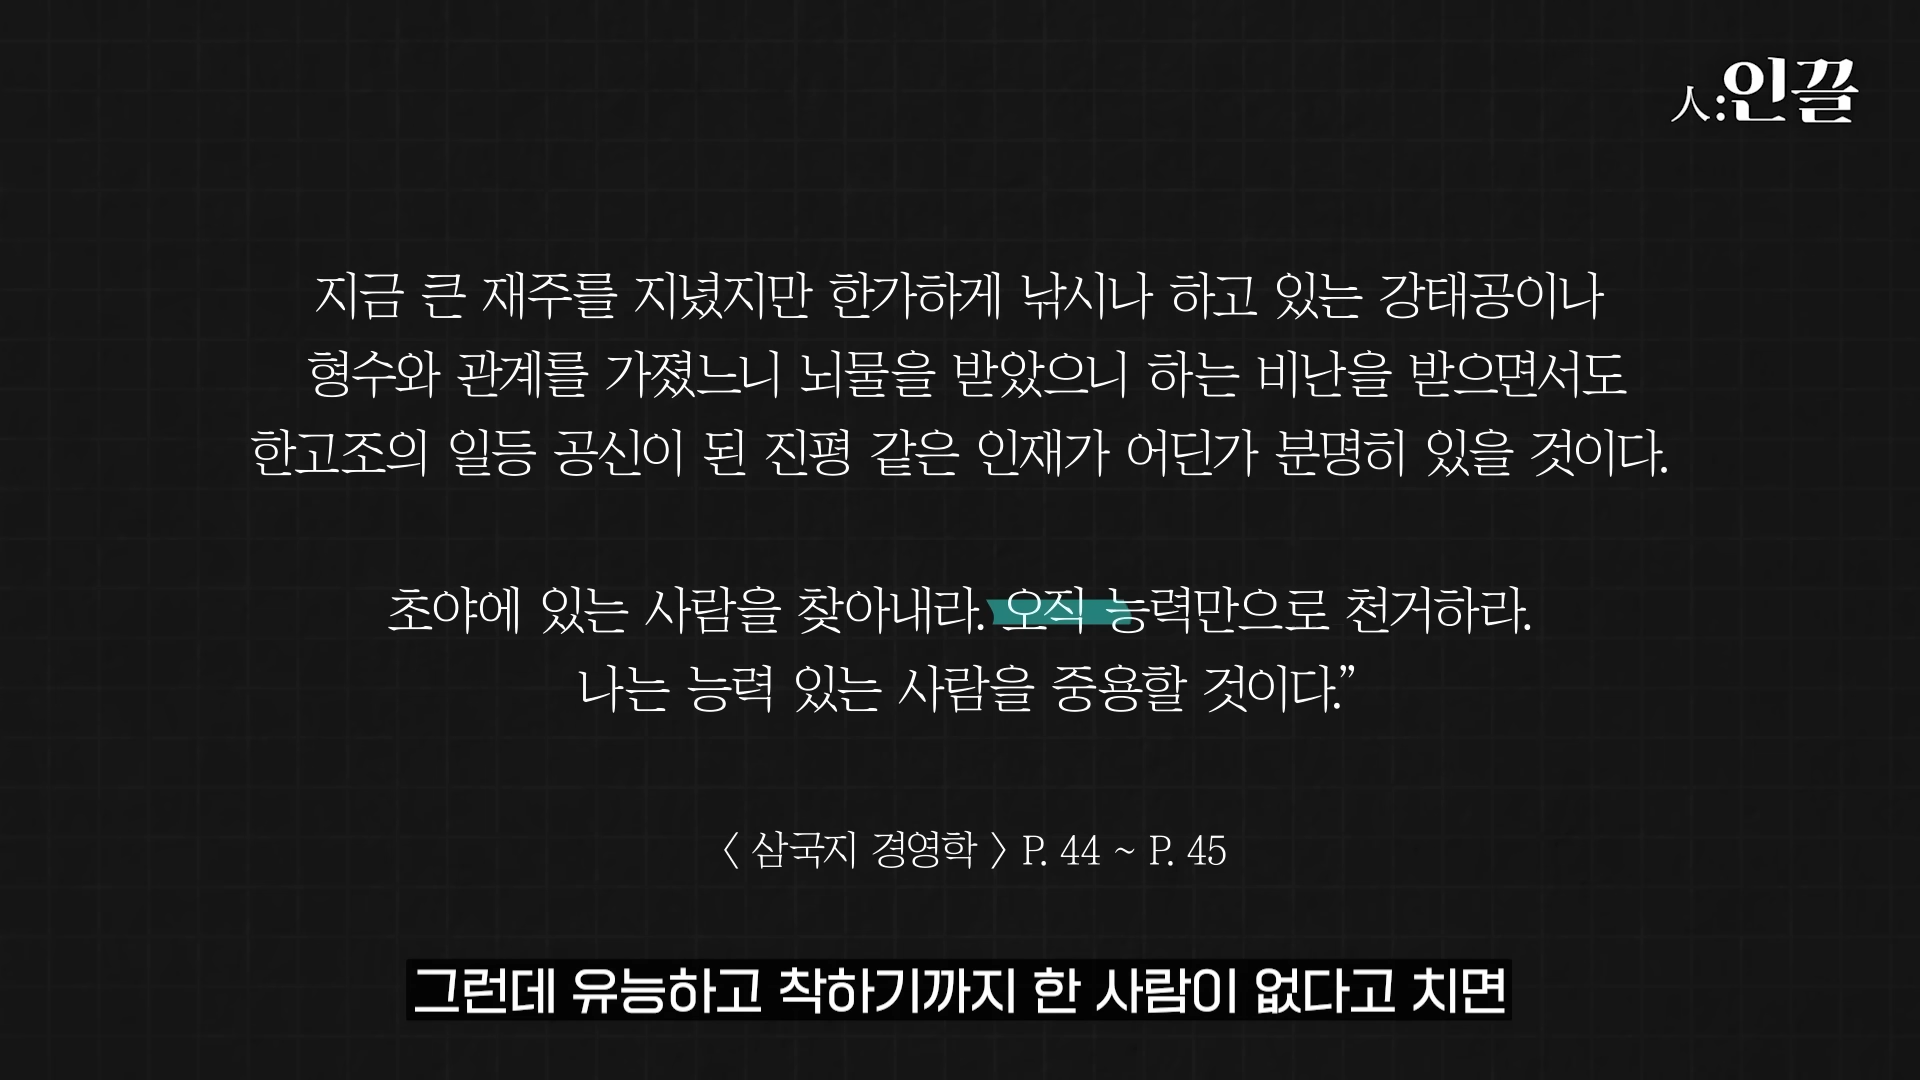 人:인끌
지금 큰 재주를 지녔지만 한가하게 낚시나 하고 있는 강태공이나
형수와 관계를 가졌느니 뇌물을 받았으니 하는 비난을 받으면서도
한고조의 일등 공신이 된 진평 같은 인재가 어딘가 분명히 있을 것이다.
초야에 있는 사람을 찾아내라. 오직 능력만으로 천거하라.
나는 능력 있는 사람을 중용할 것이다.”
〈 삼국지 경영학 〉 P. 44 ~ P. 45
그런데 유능하고 착하기까지 한 사람이 없다고 치면